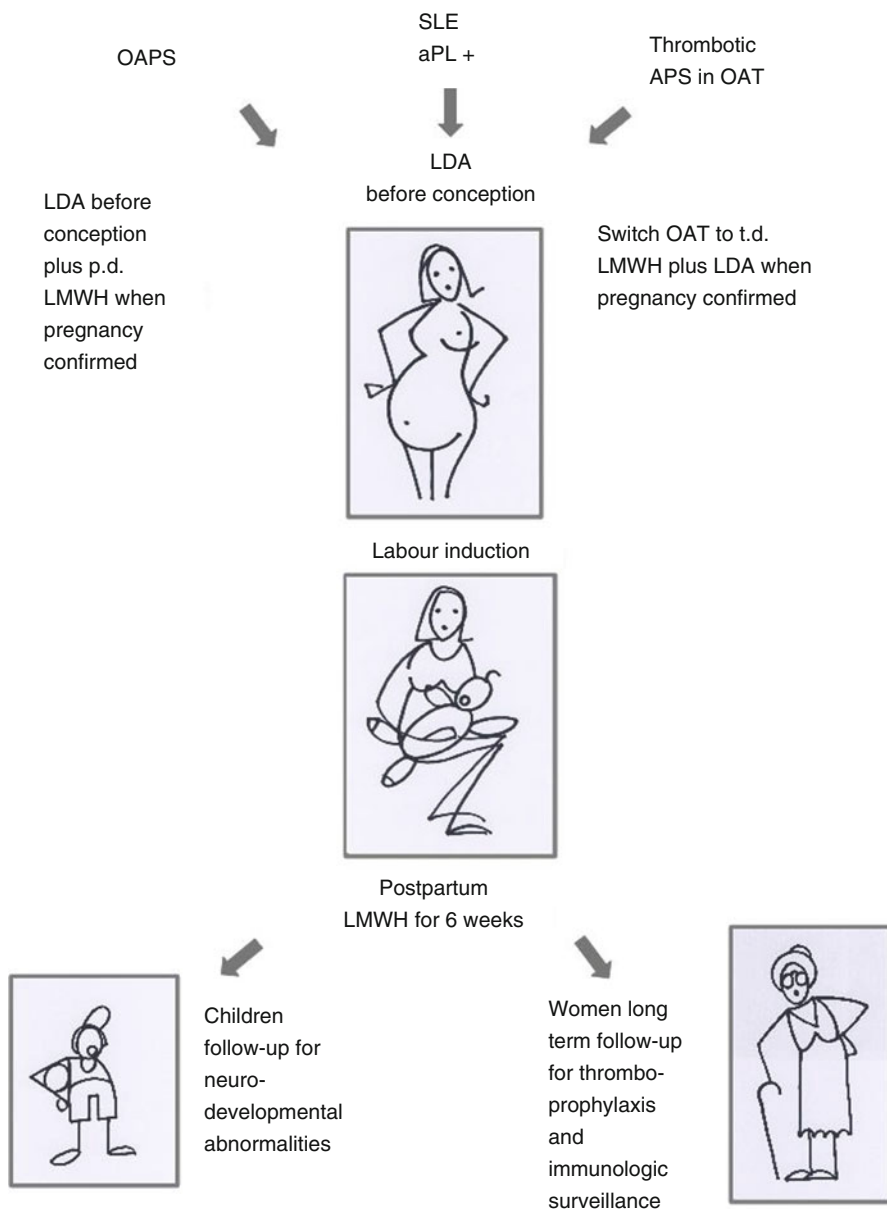 OAPS
SLE
aPL +
Thrombotic
APS in OAT
LDA
before conception
LDA before
conception
plus p.d.
LMWH when
pregnancy
confirmed
Switch OAT to t.d.
LMWH plus LDA when
pregnancy confirmed
Labour induction
Postpartum
LMWH for 6 weeks
Children
follow-up for
neuro-
developmental
abnormalities
Women long
term follow-up
for thrombo-
prophylaxis
and
immunologic
surveillance